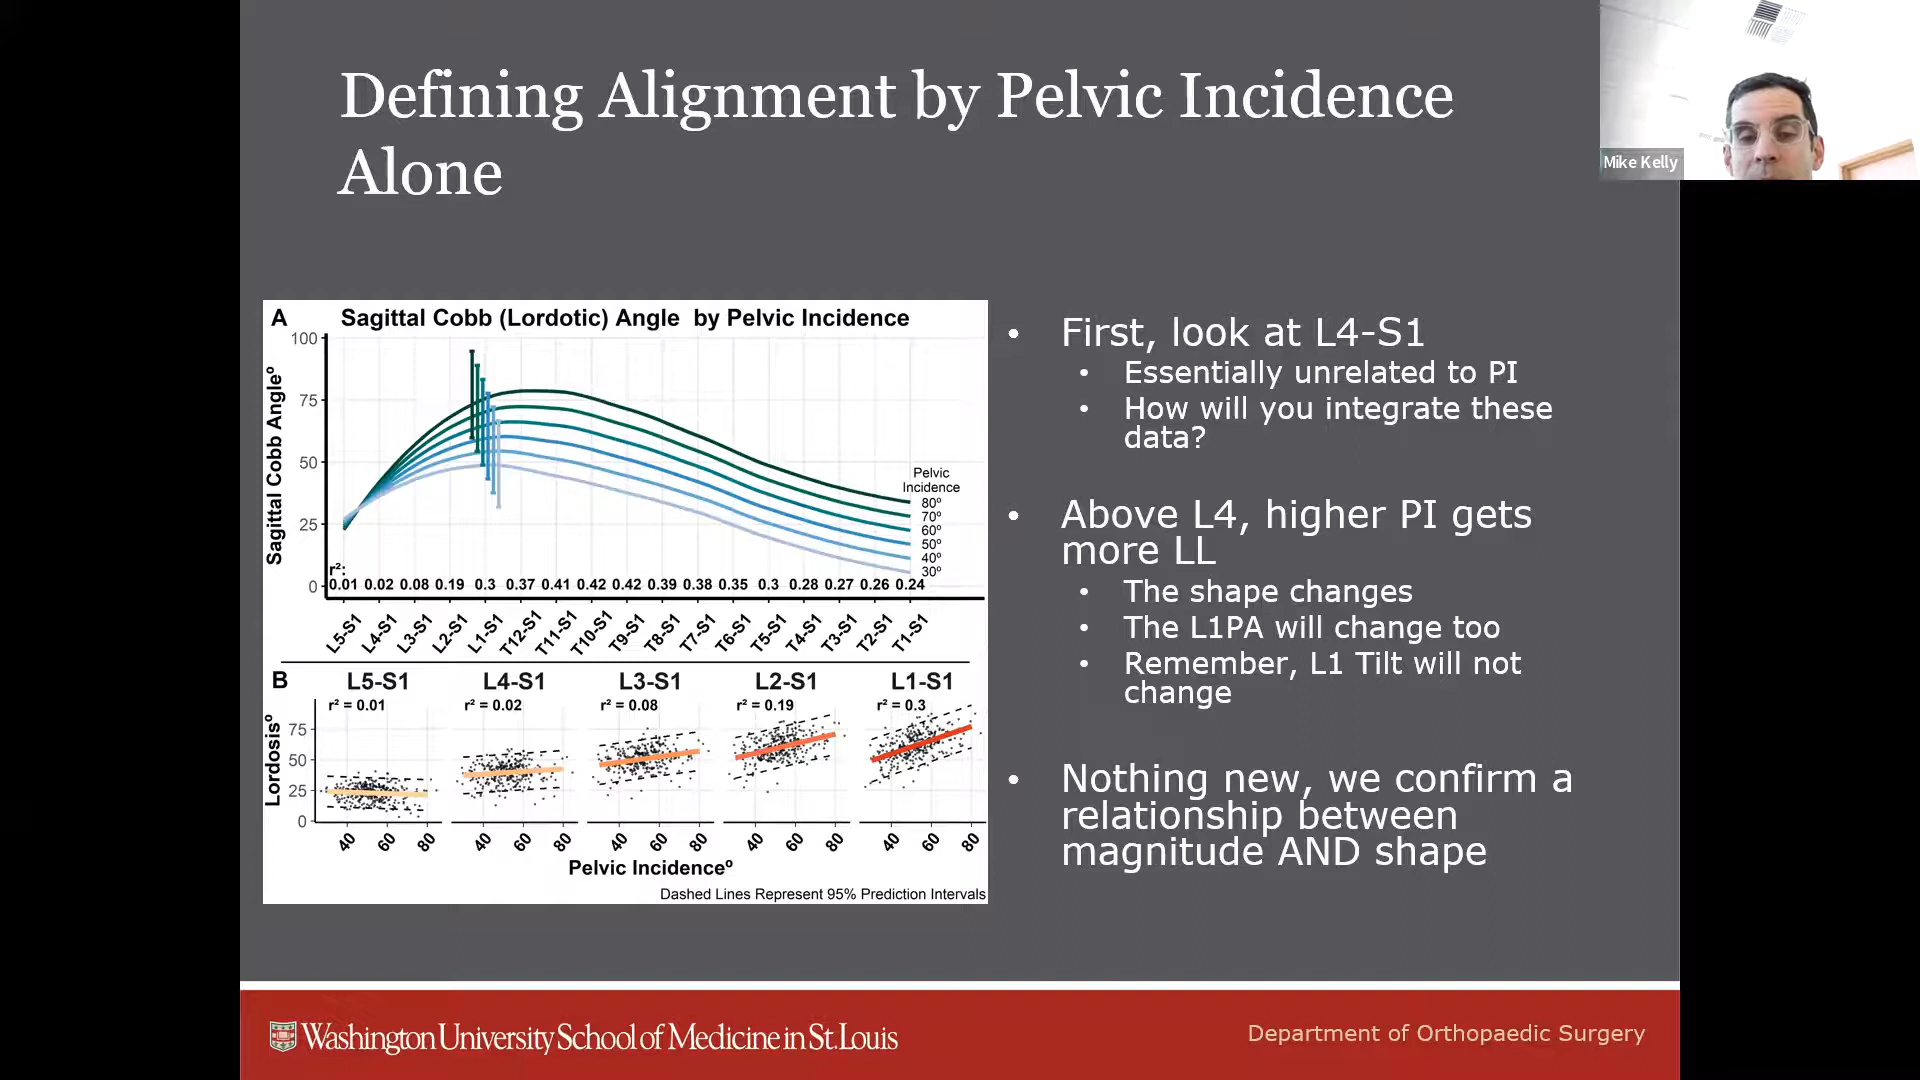 Defining Alignment by Pelvic Incidence
Alone
Mike Kelly
A
Sagittal Cobb (Lordotic) Angle by Pelvic Incidence
Sagittal Cobb Angleº
100
75
50
25
0
Pelvic
Incidence
80º
70º
60º
50º
40º
30º
r²:
0.01 0.02 0.08 0.19 0.3 0.37 0.41 0.42 0.42 0.39 0.38 0.35 0.3 0.28 0.27 0.26 0.24
L5-S1 L4-S1 L3-S1 L2-S1 L1-S1 T12-S1 T11-S1 T10-S1 T9-S1 T8-S1 T7-S1 T6-S1 T5-S1 T4-S1 T3-S1 T2-S1 T1-S1
B
L5-S1 L4-S1 L3-S1 L2-S1 L1-S1
r² = 0.01 r² = 0.02 r² = 0.08 r² = 0.19 r² = 0.3
Lordosisº
75
50
25
0
40 60 80 40 60 80 40 60 80 40 60 80 40 60 80
Pelvic Incidenceº
Dashed Lines Represent 95% Prediction Intervals
• First, look at L4-S1
• Essentially unrelated to PI
• How will you integrate these
data?
• Above L4, higher PI gets
more LL
• The shape changes
• The L1PA will change too
• Remember, L1 Tilt will not
change
• Nothing new, we confirm a
relationship between
magnitude AND shape
Washington University School of Medicine in St. Louis
Department of Orthopaedic Surgery